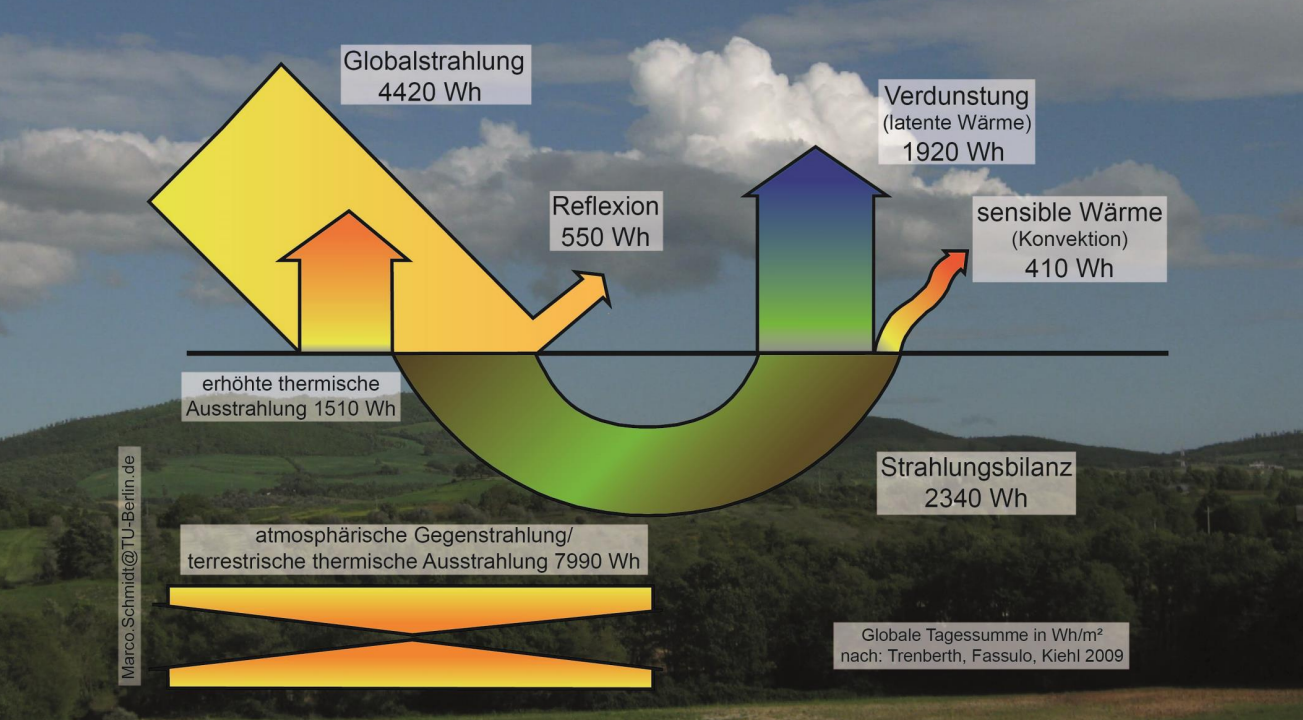 Globalstrahlung
4420 Wh
Verdunstung
(latente Wärme)
1920 Wh
Reflexion
550 Wh
sensible Wärme
(Konvektion)
410 Wh
erhöhte thermische
Ausstrahlung 1510 Wh
Strahlungsbilanz
2340 Wh
Marco.Schmidt@TU-Berlin.de
atmosphärische Gegenstrahlung/
terrestrische thermische Ausstrahlung 7990 Wh
Globale Tagessumme in Wh/m²
nach: Trenberth, Fassulo, Kiehl 2009